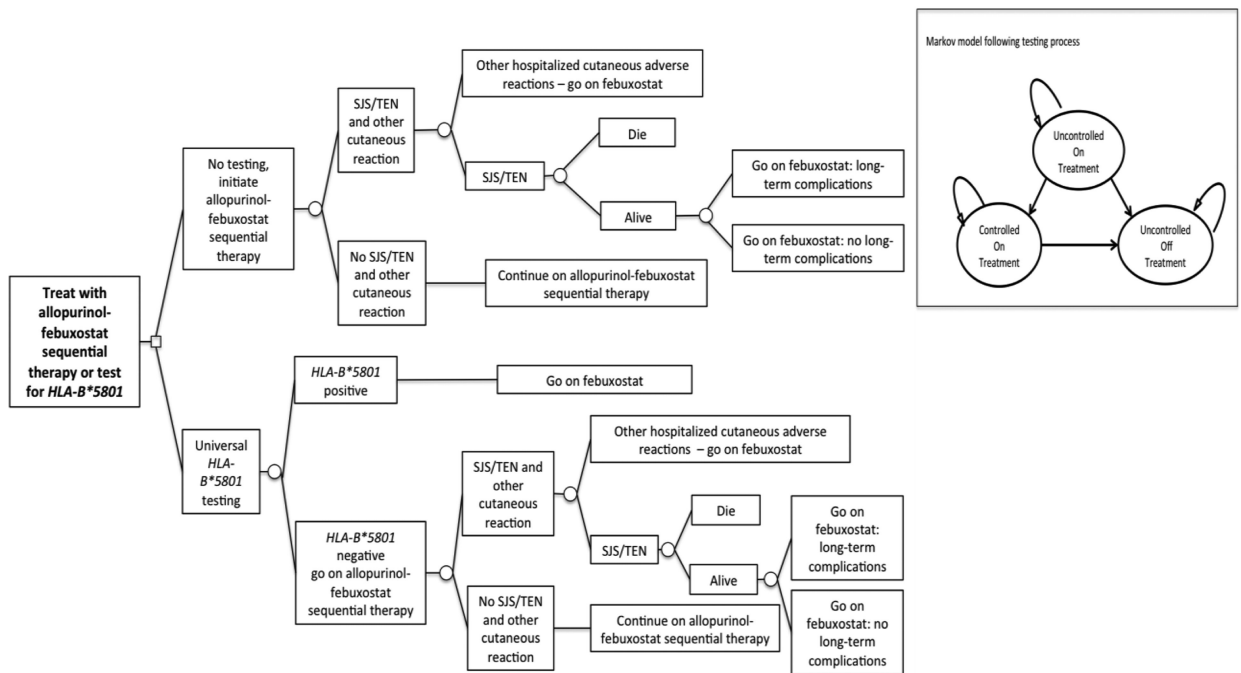 Treat with
allopurinol-
febuxostat
sequential
therapy or test
for HLA-B*5801
No testing,
initiate
allopurinol-
febuxostat
sequential
therapy
SJS/TEN
and other
cutaneous
reaction
Other hospitalized cutaneous adverse
reactions – go on febuxostat
SJS/TEN
Die
Alive
Go on febuxostat: long-
term complications
Go on febuxostat: no long-
term complications
No SJS/TEN
and other
cutaneous
reaction
Continue on allopurinol-febuxostat
sequential therapy
Universal
HLA-
B*5801
testing
HLA-B*5801
positive
Go on febuxostat
HLA-B*5801
negative
go on allopurinol-
febuxostat
sequential therapy
SJS/TEN and
other
cutaneous
reaction
Other hospitalized cutaneous adverse
reactions – go on febuxostat
SJS/TEN
Die
Alive
Go on
febuxostat:
long-term
complications
Go on
febuxostat: no
long-term
complications
No SJS/TEN
and other
cutaneous
reaction
Continue on allopurinol-
febuxostat sequential therapy
Markov model following testing process
Uncontrolled
On
Treatment
Controlled
On
Treatment
Uncontrolled
Off
Treatment